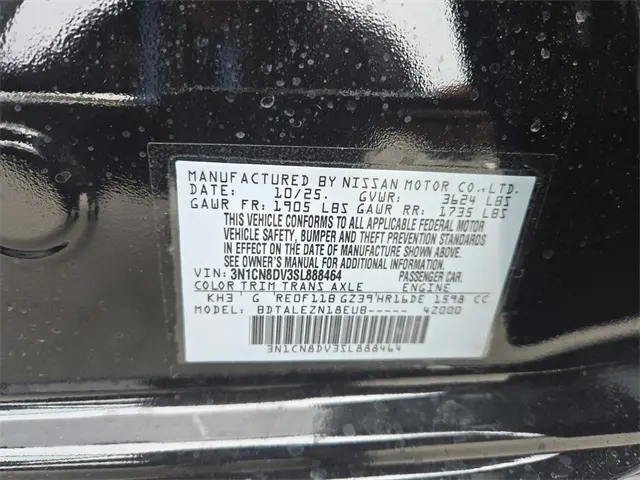 MANUFACTURED BY NISSAN MOTOR CO.,LTD.
DATE: 10/25. GVWR: 3624 LBS
GAWR FR: 1905 LBS GAWR RR: 1735 LBS
THIS VEHICLE CONFORMS TO ALL APPLICABLE FEDERAL MOTOR
VEHICLE SAFETY, BUMPER AND THEFT PREVENTION STANDARDS
IN EFFECT ON THE DATE OF MANUFACTURE SHOWN ABOVE.
SEE OWNER'S MANUAL FOR ADDITIONAL INFORMATION
VIN: 3N1CN8DV3SL888464 PASSENGER CAR.
COLOR TRIM TRANS AXLE ENGINE
KH3 G RE0F11B GZ39 HR16DE 1598 CC
MODEL: BDTALEZN18EUB----- 4Z000
3N1CN8DV3SL888464